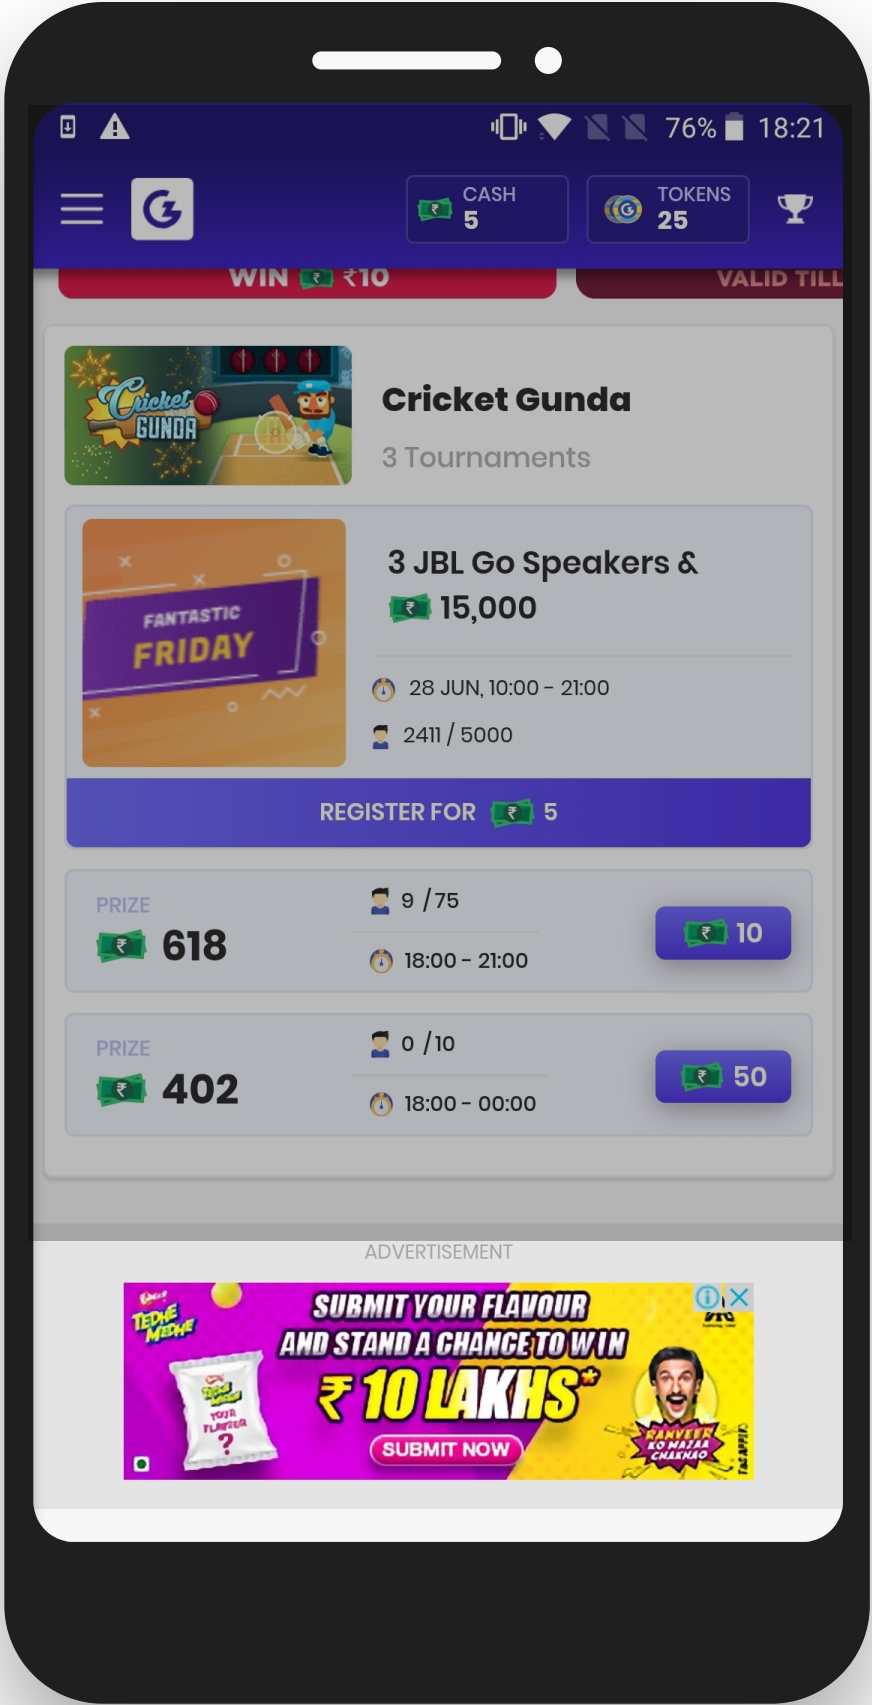 76% 18:21
CASH
5
TOKENS
25
WIN ₹10
VALID TILL
Cricket
GUNDA
Cricket Gunda
3 Tournaments
FANTASTIC
FRIDAY
3 JBL Go Speakers &
15,000
28 JUN, 10:00 - 21:00
2411 / 5000
REGISTER FOR 5
PRIZE
618
9 /75
18:00 - 21:00
10
PRIZE
402
0 /10
18:00 - 00:00
50
ADVERTISEMENT
TEDHE
MEDHE
SUBMIT YOUR FLAVOUR
AND STAND A CHANCE TO WIN
₹10 LAKHS*
SUBMIT NOW
YOUR
FLAVOUR
?
RANVEER
KO MAZAA
CHAKHAO
T&C APPLY